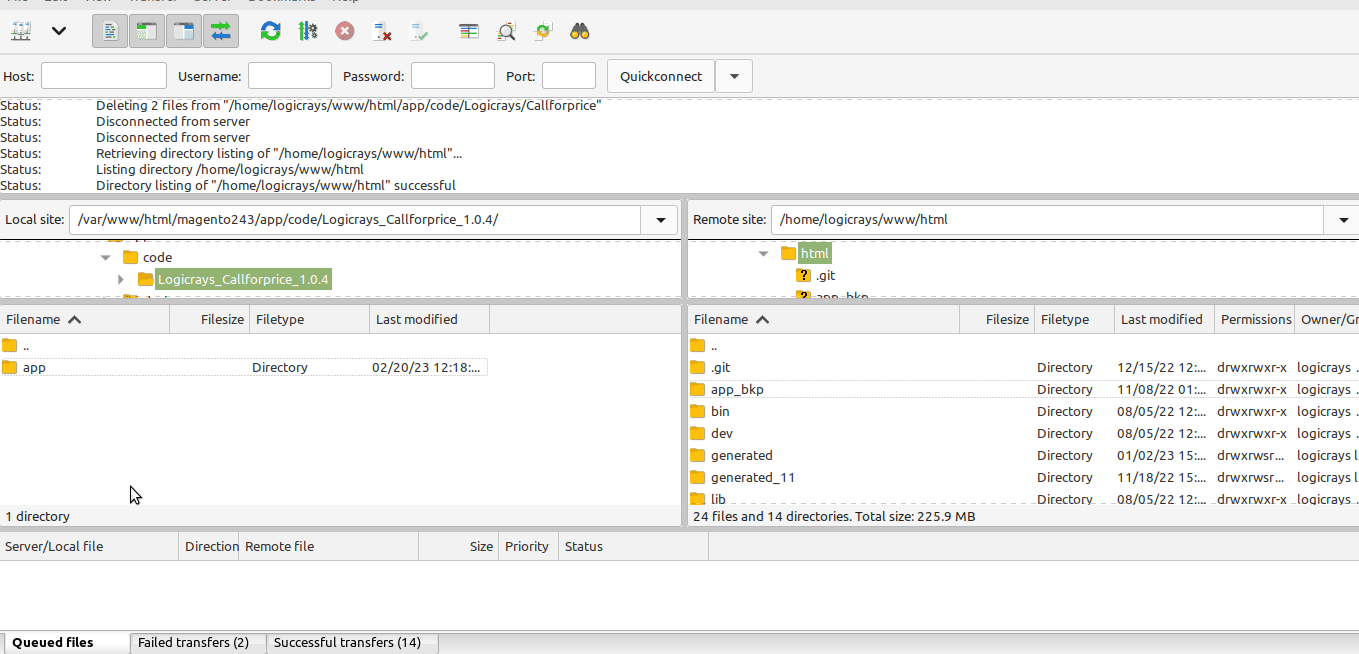 Host: Username: Password: Port: Quickconnect
Status: Deleting 2 files from "/home/logicrays/www/html/app/code/Logicrays/Callforprice"
Status: Disconnected from server
Status: Disconnected from server
Status: Retrieving directory listing of "/home/logicrays/www/html"...
Status: Listing directory /home/logicrays/www/html
Status: Directory listing of "/home/logicrays/www/html" successful
Local site: /var/www/html/magento243/app/code/Logicrays_Callforprice_1.0.4/
code
Logicrays_Callforprice_1.0.4
Filename Filesize Filetype Last modified
..
app Directory 02/20/23 12:18:...
1 directory
Remote site: /home/logicrays/www/html
html
.git
app_bkp
Filename Filesize Filetype Last modified Permissions Owner/Gr
..
.git Directory 12/15/22 12:... drwxrwxr-x logicrays .
app_bkp Directory 11/08/22 01:... drwxrwxr-x logicrays .
bin Directory 08/05/22 12:... drwxrwxr-x logicrays .
dev Directory 08/05/22 12:... drwxrwxr-x logicrays .
generated Directory 01/02/23 15:... drwxrwsr... logicrays l
generated_11 Directory 11/18/22 15:... drwxrwsr... logicrays l
lib Directory 08/05/22 12:... drwxrwxr-x logicrays .
24 files and 14 directories. Total size: 225.9 MB
Server/Local file Direction Remote file Size Priority Status
Queued files Failed transfers (2) Successful transfers (14)